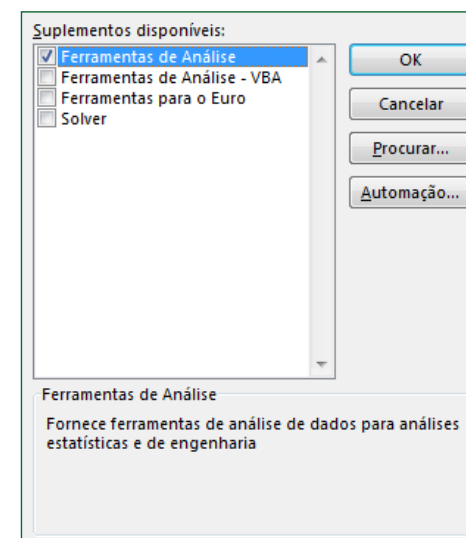 Suplementos disponíveis:
Ferramentas de Análise
Ferramentas de Análise - VBA
Ferramentas para o Euro
Solver
OK
Cancelar
Procurar...
Automação...
Ferramentas de Análise
Fornece ferramentas de análise de dados para análises
estatísticas e de engenharia